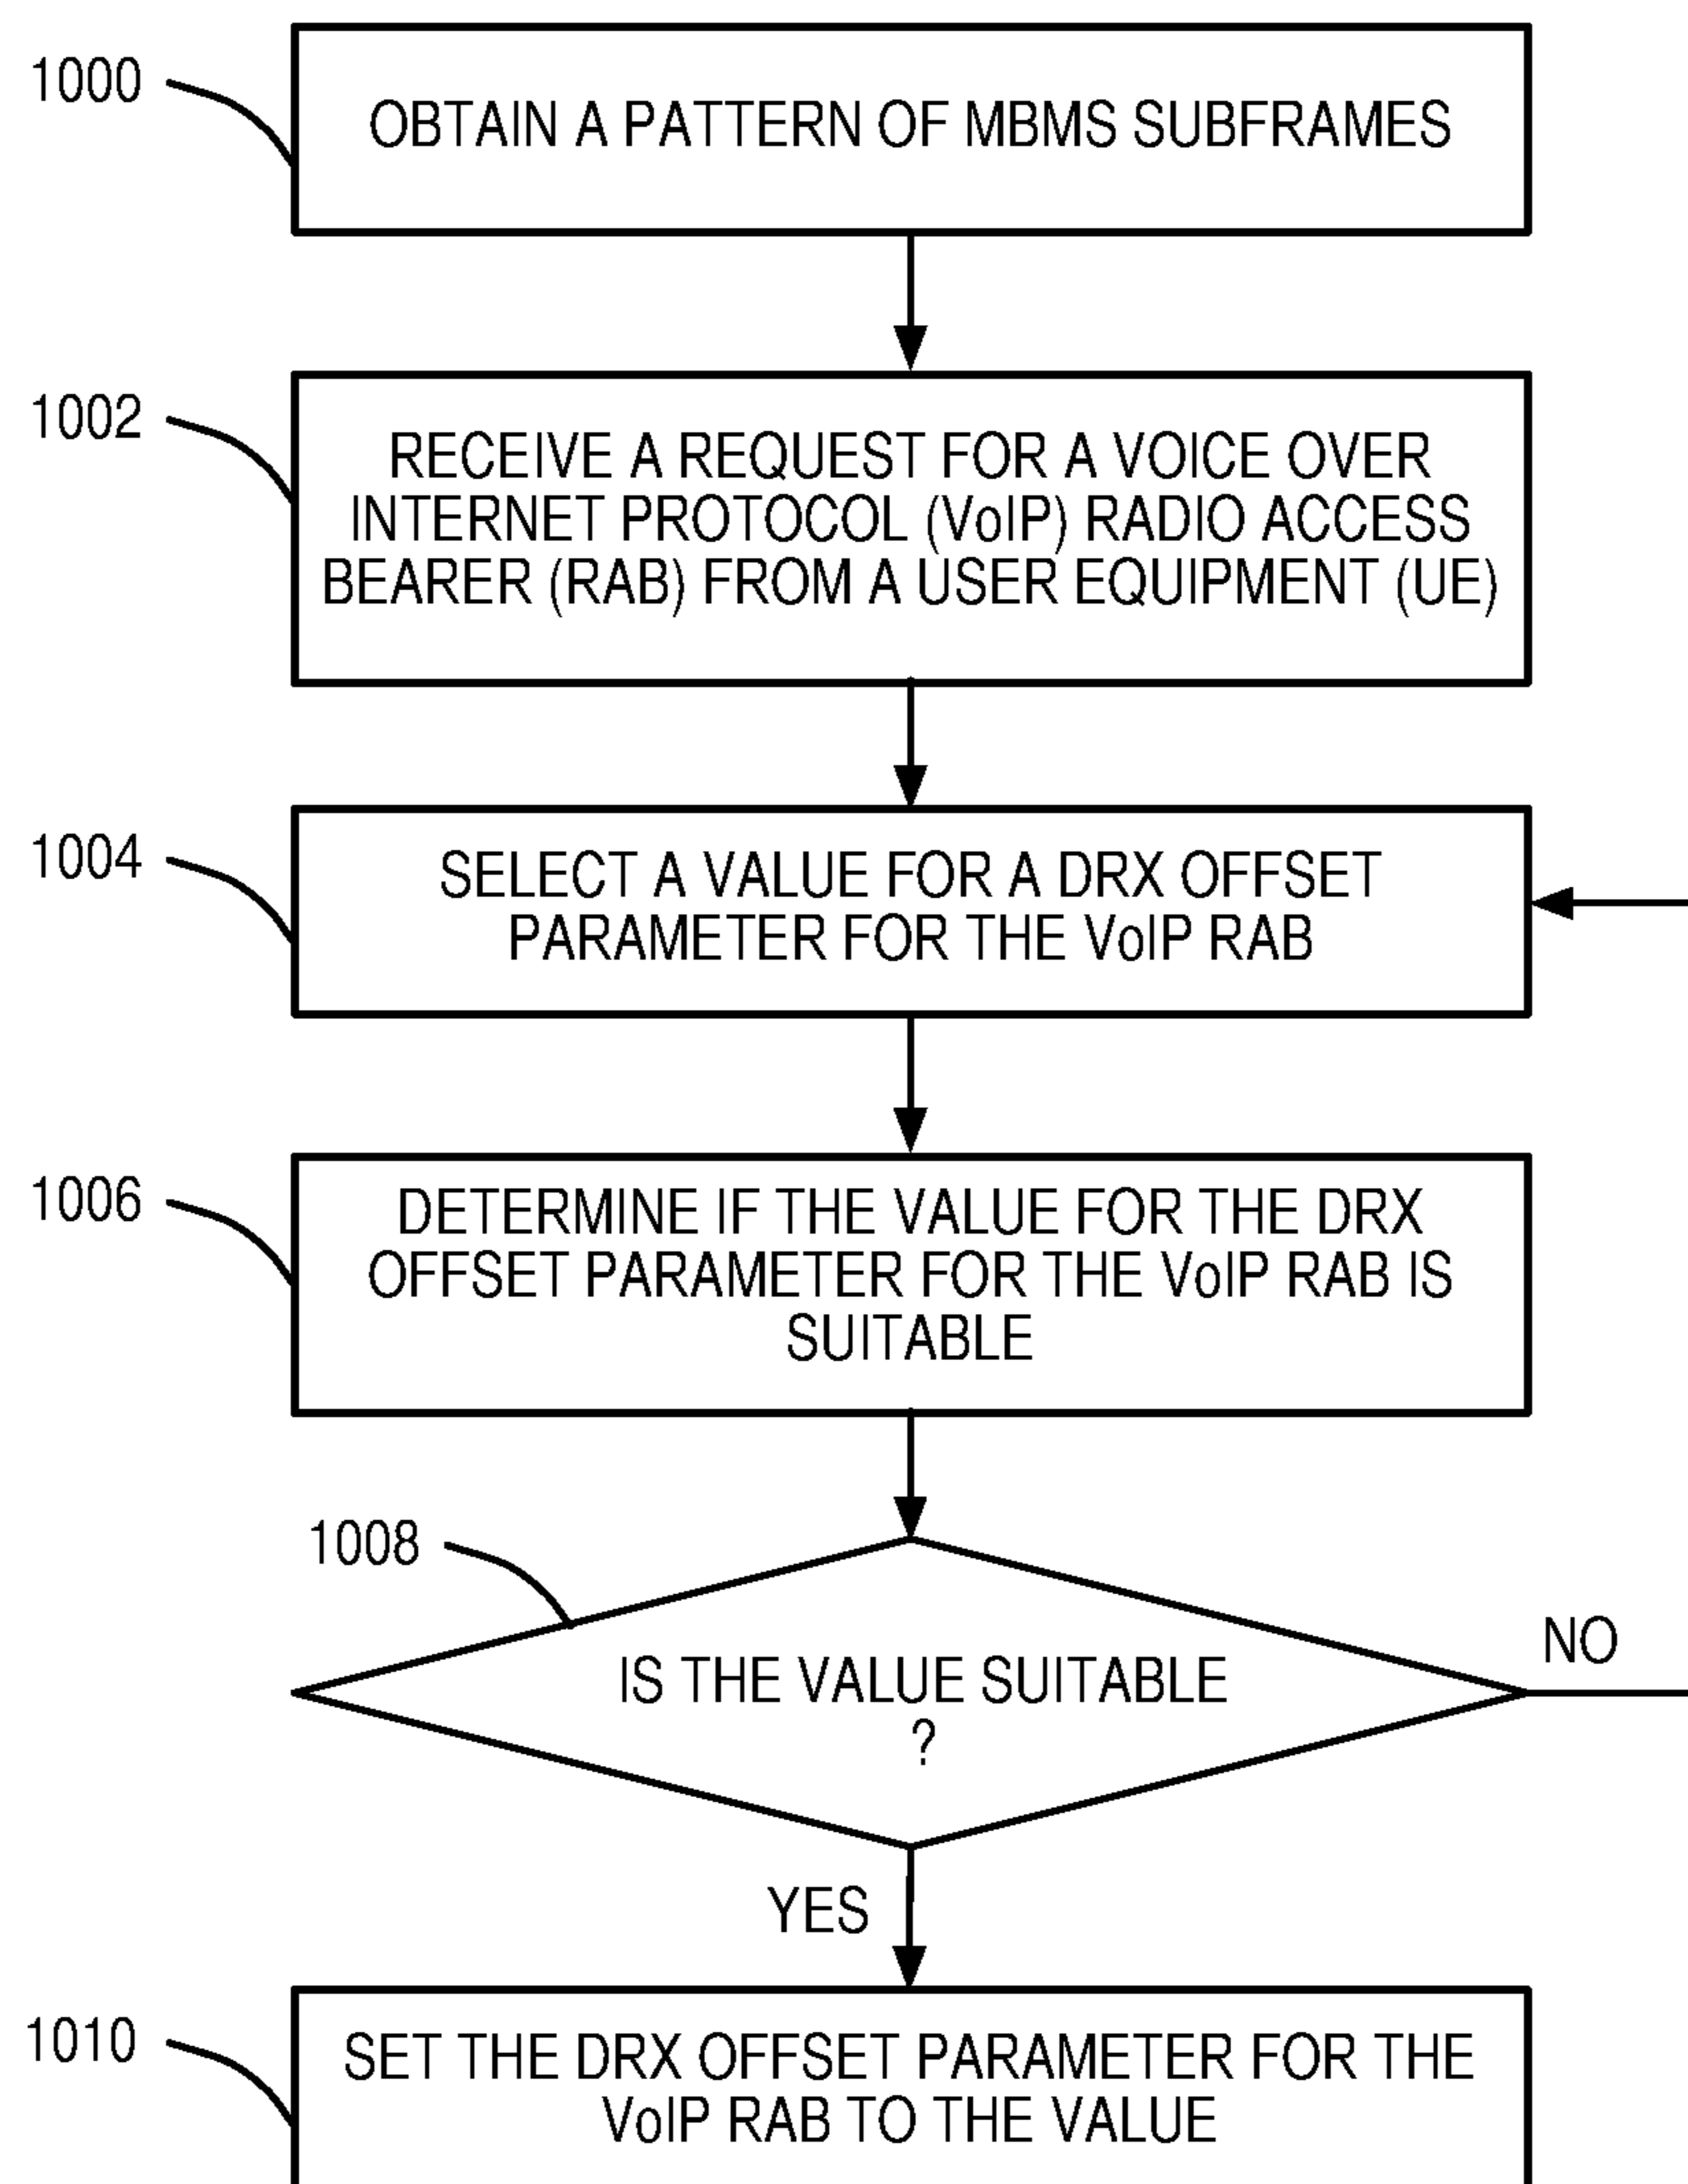 1000
OBTAIN A PATTERN OF MBMS SUBFRAMES
1002
RECEIVE A REQUEST FOR A VOICE OVER
INTERNET PROTOCOL (VoIP) RADIO ACCESS
BEARER (RAB) FROM A USER EQUIPMENT (UE)
1004
SELECT A VALUE FOR A DRX OFFSET
PARAMETER FOR THE VoIP RAB
1006
DETERMINE IF THE VALUE FOR THE DRX
OFFSET PARAMETER FOR THE VoIP RAB IS
SUITABLE
1008
IS THE VALUE SUITABLE
?
NO
YES
1010
SET THE DRX OFFSET PARAMETER FOR THE
VoIP RAB TO THE VALUE